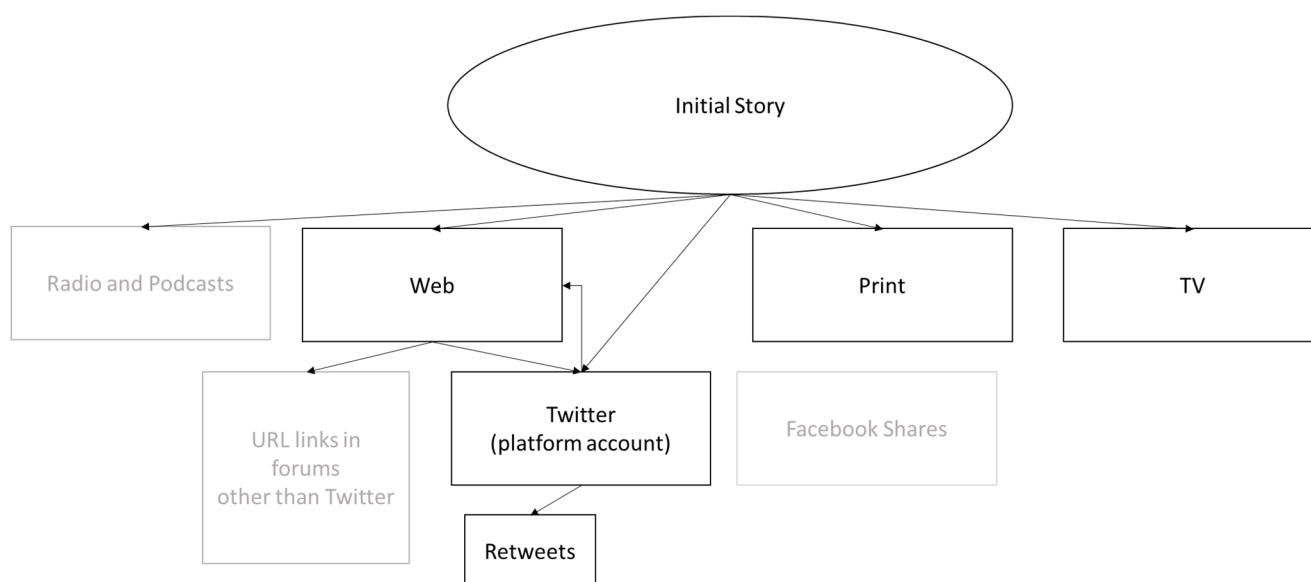 Initial Story
Radio and Podcasts
Web
Print
TV
URL links in
forums
other than Twitter
Twitter
(platform account)
Facebook Shares
Retweets